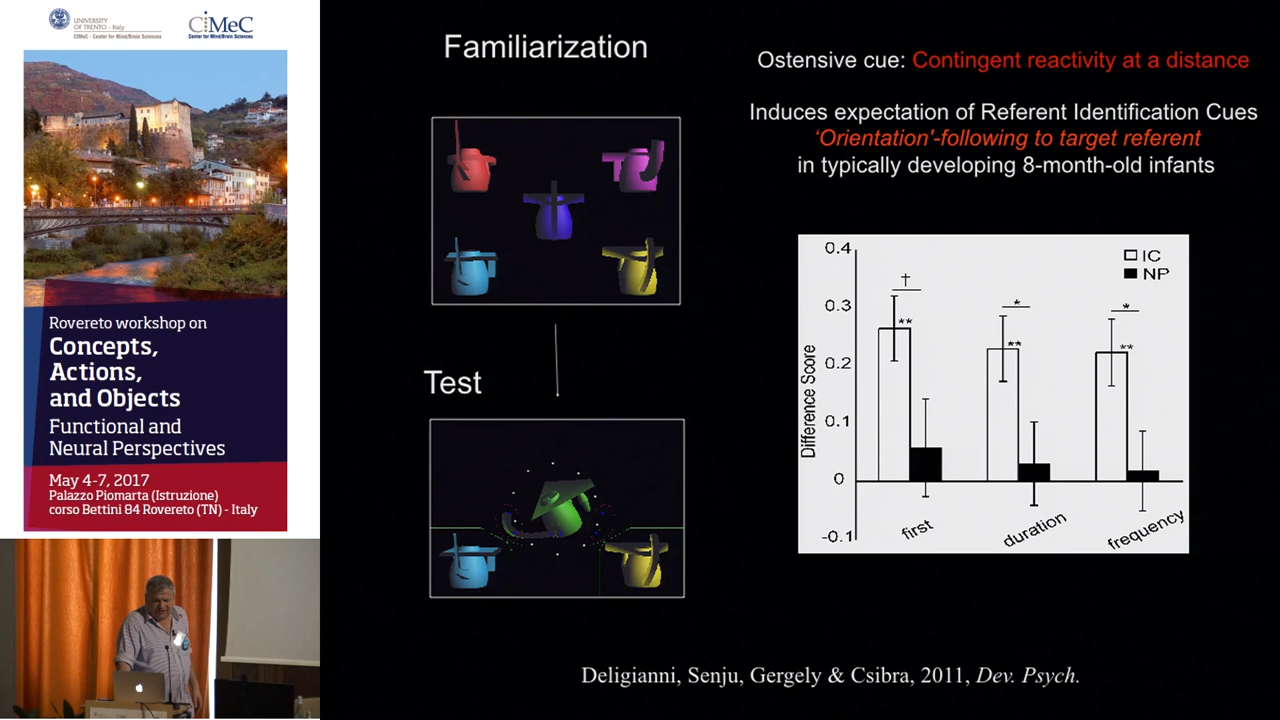 UNIVERSITY
OF TRENTO - Italy
CIMeC - Center for Mind/Brain Sciences
CiMeC
Center for Mind/Brain Sciences
Rovereto workshop on
Concepts,
Actions,
and Objects
Functional and
Neural Perspectives
May 4-7, 2017
Palazzo Piomarta (Istruzione)
corso Bettini 84 Rovereto (TN) - Italy
Familiarization
Test
Ostensive cue: Contingent reactivity at a distance
Induces expectation of Referent Identification Cues
‘Orientation'-following to target referent
in typically developing 8-month-old infants
0.4
0.3
0.2
0.1
0
-0.1
Difference Score
IC
NP
†
**
*
**
*
**
first
duration
frequency
Deligianni, Senju, Gergely & Csibra, 2011, Dev. Psych.